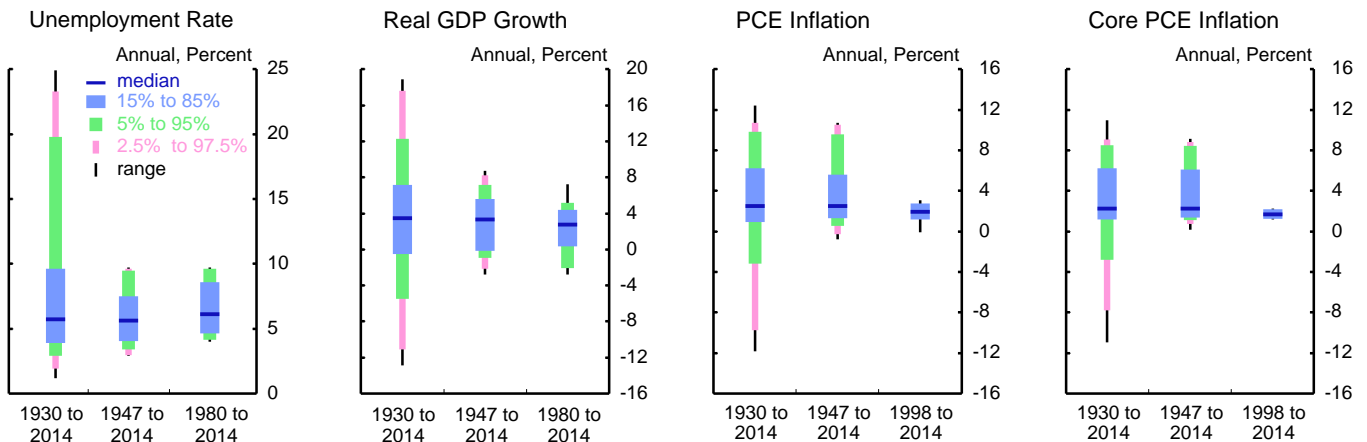 Unemployment Rate
Annual, Percent
median
15% to 85%
5% to 95%
2.5% to 97.5%
range
25
20
15
10
5
0
1930 to
2014
1947 to
2014
1980 to
2014
Real GDP Growth
Annual, Percent
20
16
12
8
4
0
-4
-8
-12
-16
1930 to
2014
1947 to
2014
1980 to
2014
PCE Inflation
Annual, Percent
16
12
8
4
0
-4
-8
-12
-16
1930 to
2014
1947 to
2014
1998 to
2014
Core PCE Inflation
Annual, Percent
16
12
8
4
0
-4
-8
-12
-16
1930 to
2014
1947 to
2014
1998 to
2014